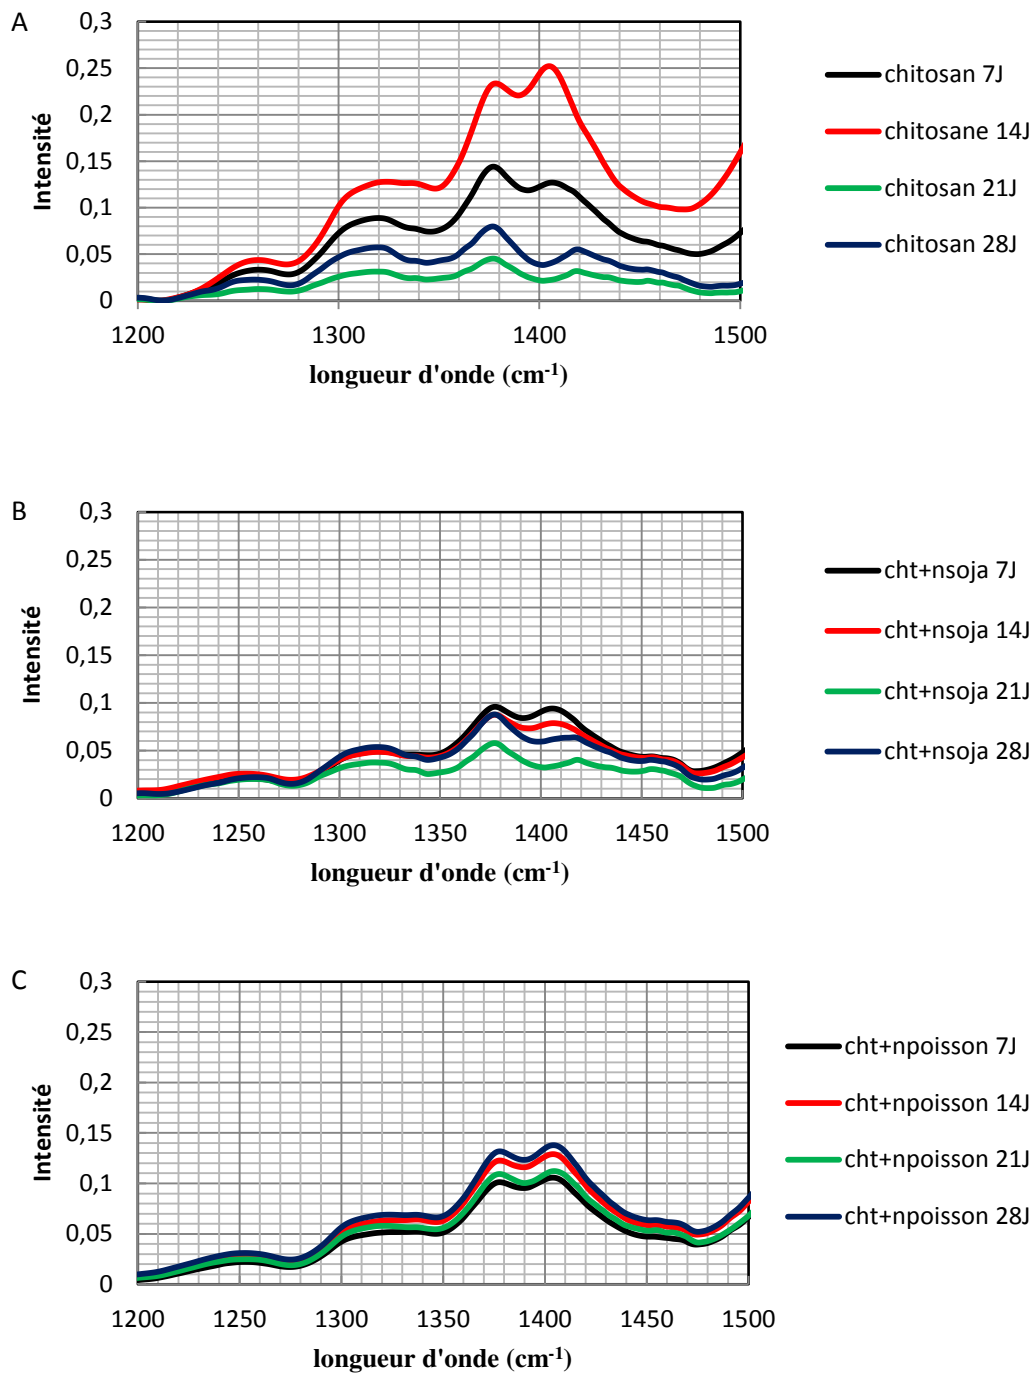 A
0,3
0,25
0,2
0,15
0,1
0,05
0
Intensité
1200 1300 1400 1500
longueur d'onde (cm-1)
chitosan 7J
chitosane 14J
chitosan 21J
chitosan 28J
B
0,3
0,25
0,2
0,15
0,1
0,05
0
Intensité
1200 1250 1300 1350 1400 1450 1500
longueur d'onde (cm-1)
cht+nsoja 7J
cht+nsoja 14J
cht+nsoja 21J
cht+nsoja 28J
C
0,3
0,25
0,2
0,15
0,1
0,05
0
Intensité
1200 1250 1300 1350 1400 1450 1500
longueur d'onde (cm-1)
cht+npoisson 7J
cht+npoisson 14J
cht+npoisson 21J
cht+npoisson 28J